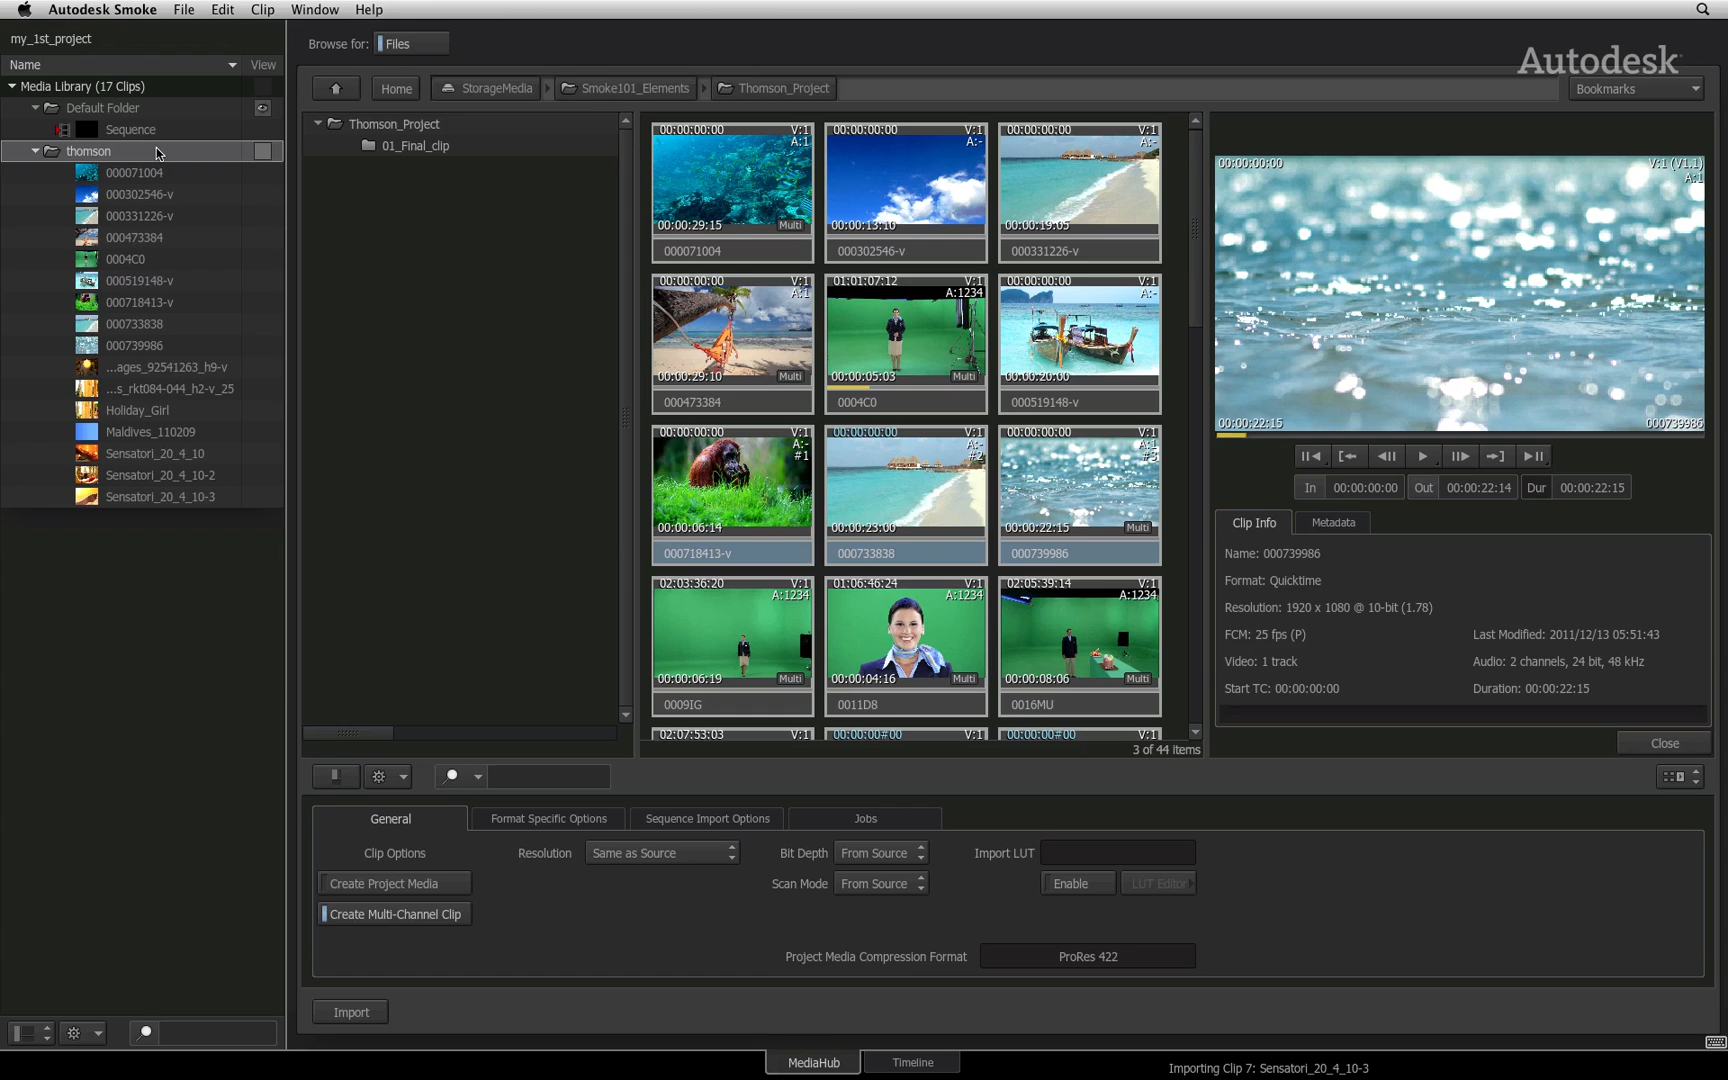 Autodesk Smoke File Edit Clip Window Help
my_1st_project
Name View
Media Library (17 Clips)
Default Folder
Sequence
thomson
000071004
000302546-v
000331226-v
000473384
0004C0
000519148-v
000718413-v
000733838
000739986
...ages_92541263_h9-v
...s_rkt084-044_h2-v_25
Holiday_Girl
Maldives_110209
Sensatori_20_4_10
Sensatori_20_4_10-2
Sensatori_20_4_10-3
Browse for: Files
Autodesk
Home StorageMedia Smoke101_Elements Thomson_Project
Bookmarks
Thomson_Project
01_Final_clip
00:00:00:00 V:1 00:00:00:00 V:1 00:00:00:00 V:1
A:1 A:- A:-
00:00:29:15 Multi 00:00:13:10 00:00:19:05
000071004 000302546-v 000331226-v
00:00:00:00 V:1 01:01:07:12 V:1 00:00:00:00 V:1
A:1 A:1234 A:-
00:00:29:10 Multi 00:00:05:03 Multi 00:00:20:00
000473384 0004C0 000519148-v
00:00:00:00 V:1 00:00:00:00 V:1 00:00:00:00 V:1
A:- A:- A:1
#1 #2 #3
00:00:06:14 00:00:23:00 00:00:22:15 Multi
000718413-v 000733838 000739986
02:03:36:20 V:1 01:06:46:24 V:1 02:05:39:14 V:1
A:1234 A:1234 A:1234
00:00:06:19 Multi 00:00:04:16 Multi 00:00:08:06 Multi
0009IG 0011D8 0016MU
02:07:53:03 V:1 00:00:00#00 V:1 00:00:00#00 V:1
3 of 44 items
00:00:00:00 V:1 (V1.1)
A:1
00:00:22:15 000739986
In 00:00:00:00 Out 00:00:22:14 Dur 00:00:22:15
Clip Info Metadata
Name: 000739986
Format: Quicktime
Resolution: 1920 x 1080 @ 10-bit (1.78)
FCM: 25 fps (P) Last Modified: 2011/12/13 05:51:43
Video: 1 track Audio: 2 channels, 24 bit, 48 kHz
Start TC: 00:00:00:00 Duration: 00:00:22:15
Close
General Format Specific Options Sequence Import Options Jobs
Clip Options Resolution Same as Source Bit Depth From Source Import LUT
Create Project Media Scan Mode From Source Enable LUT Editor
Create Multi-Channel Clip
Project Media Compression Format ProRes 422
Import
MediaHub Timeline
Importing Clip 7: Sensatori_20_4_10-3